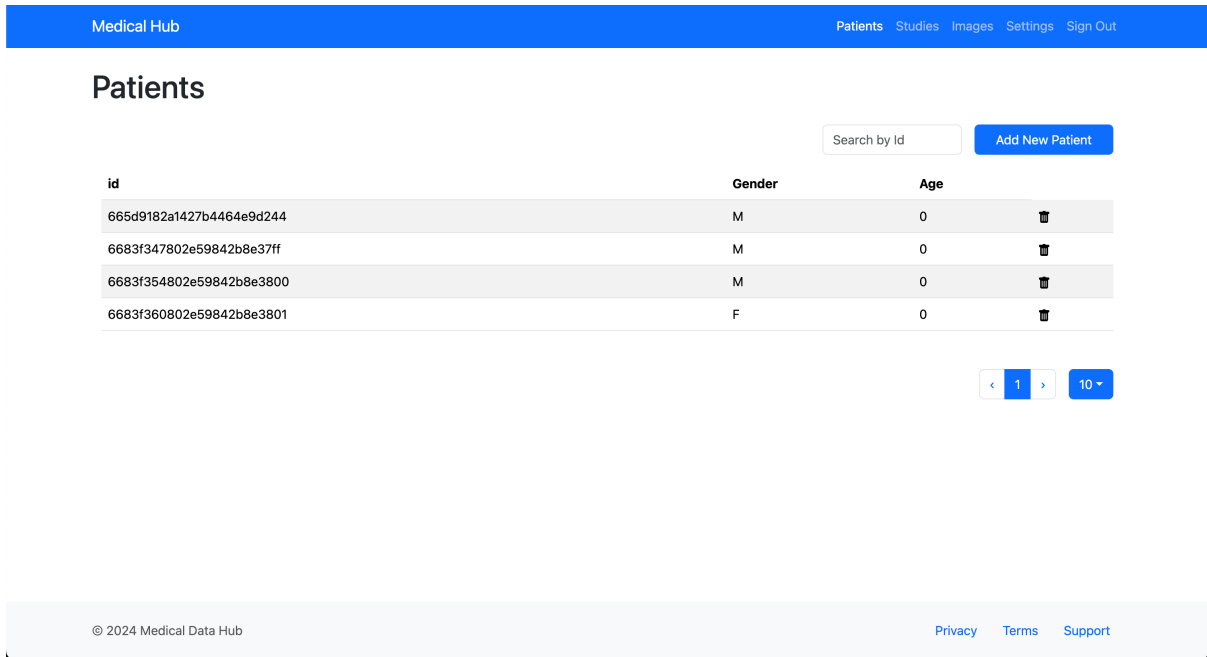 Medical Hub Patients Studies Images Settings Sign Out
Patients
Search by Id Add New Patient
id Gender Age
665d9182a1427b4464e9d244 M 0
6683f347802e59842b8e37ff M 0
6683f354802e59842b8e3800 M 0
6683f360802e59842b8e3801 F 0
‹ 1 › 10
© 2024 Medical Data Hub Privacy Terms Support